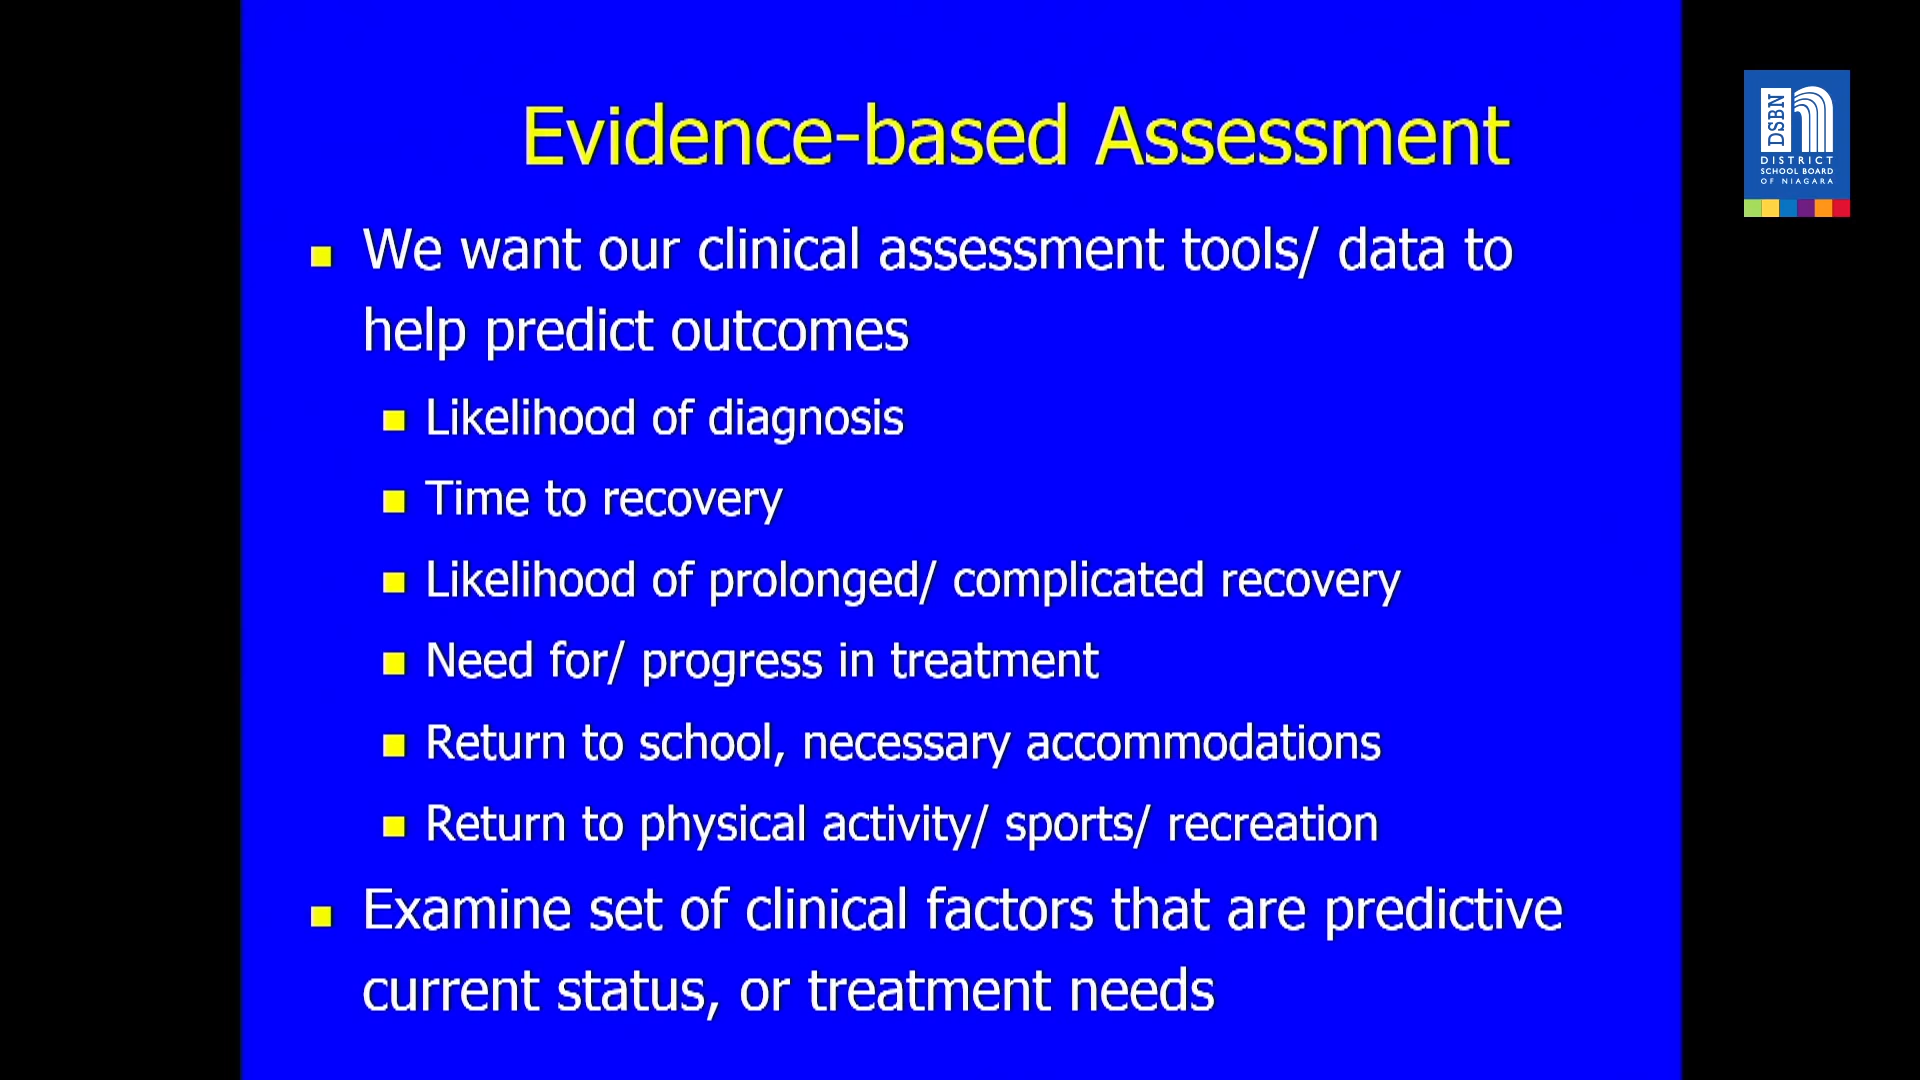 Evidence-based Assessment
We want our clinical assessment tools/ data to
help predict outcomes
Likelihood of diagnosis
Time to recovery
Likelihood of prolonged/ complicated recovery
Need for/ progress in treatment
Return to school, necessary accommodations
Return to physical activity/ sports/ recreation
Examine set of clinical factors that are predictive
current status, or treatment needs
DSBN
DISTRICT
SCHOOL BOARD
OF NIAGARA